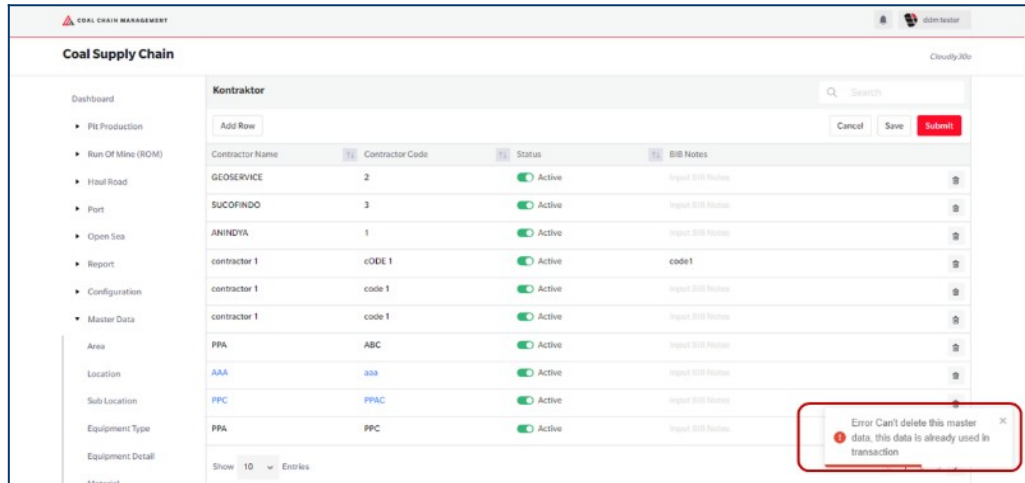 COAL CHAIN MANAGEMENT
ddmtester
Coal Supply Chain
Cloudly30o
Dashboard
Pit Production
Run Of Mine (ROM)
Haul Road
Port
Open Sea
Report
Configuration
Master Data
Area
Location
Sub Location
Equipment Type
Equipment Detail
Material
Kontraktor
Search
Add Row
Cancel Save Submit
Contractor Name Contractor Code Status BIB Notes
GEOSERVICE 2 Active Input BIB Notes
SUCOFINDO 3 Active Input BIB Notes
ANINDYA 1 Active Input BIB Notes
contractor 1 cODE 1 Active code1
contractor 1 code 1 Active Input BIB Notes
contractor 1 code 1 Active Input BIB Notes
PPA ABC Active Input BIB Notes
AAA aaa Active Input BIB Notes
PPC PPAC Active Input BIB Notes
PPA PPC Active Input BIB Notes
Error Can't delete this master
data, this data is already used in
transaction
Show 10 Entries